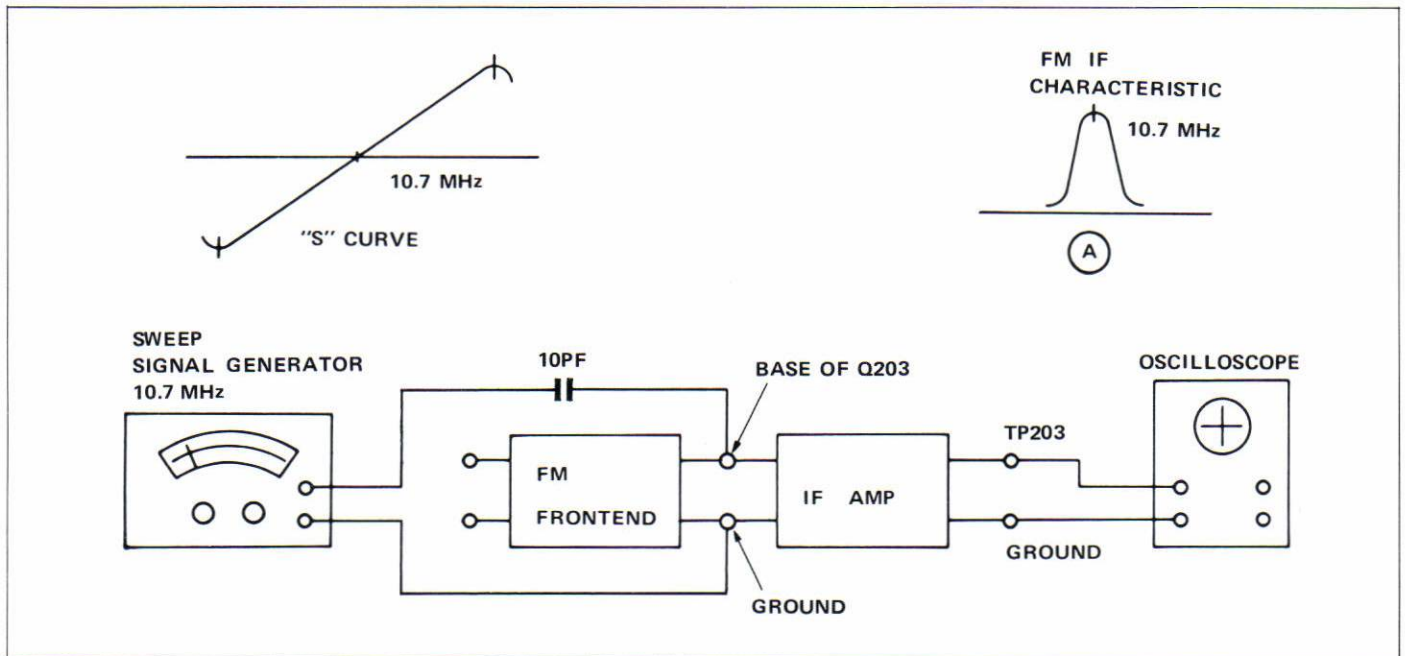 FM IF
CHARACTERISTIC
10.7 MHz
10.7 MHz
"S" CURVE
A
SWEEP
SIGNAL GENERATOR
10.7 MHz
10PF
BASE OF Q203
OSCILLOSCOPE
TP203
FM
FRONTEND
IF AMP
GROUND
GROUND